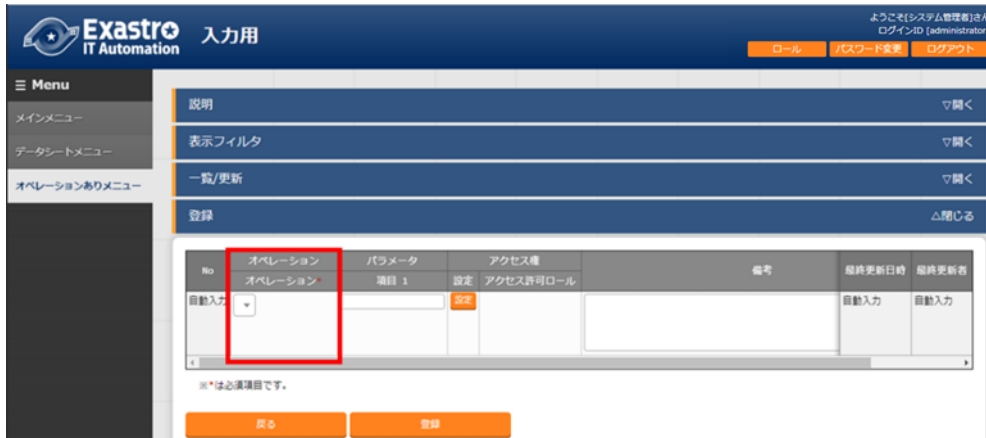 Exastro
IT Automation
入力用
ようこそ[システム管理者]さん
ログインID [administrator
ロール
パスワード変更
ログアウト
≡ Menu
メインメニュー
データシートメニュー
オペレーションありメニュー
説明
▽開く
表示フィルタ
▽開く
一覧/更新
▽開く
登録
△閉じる
No
オペレーション
パラメータ
アクセス権
備考
最終更新日時
最終更新者
オペレーション*
項目 1
設定
アクセス許可ロール
自動入力
設定
自動入力
自動入力
※*は必須項目です。
戻る
登録